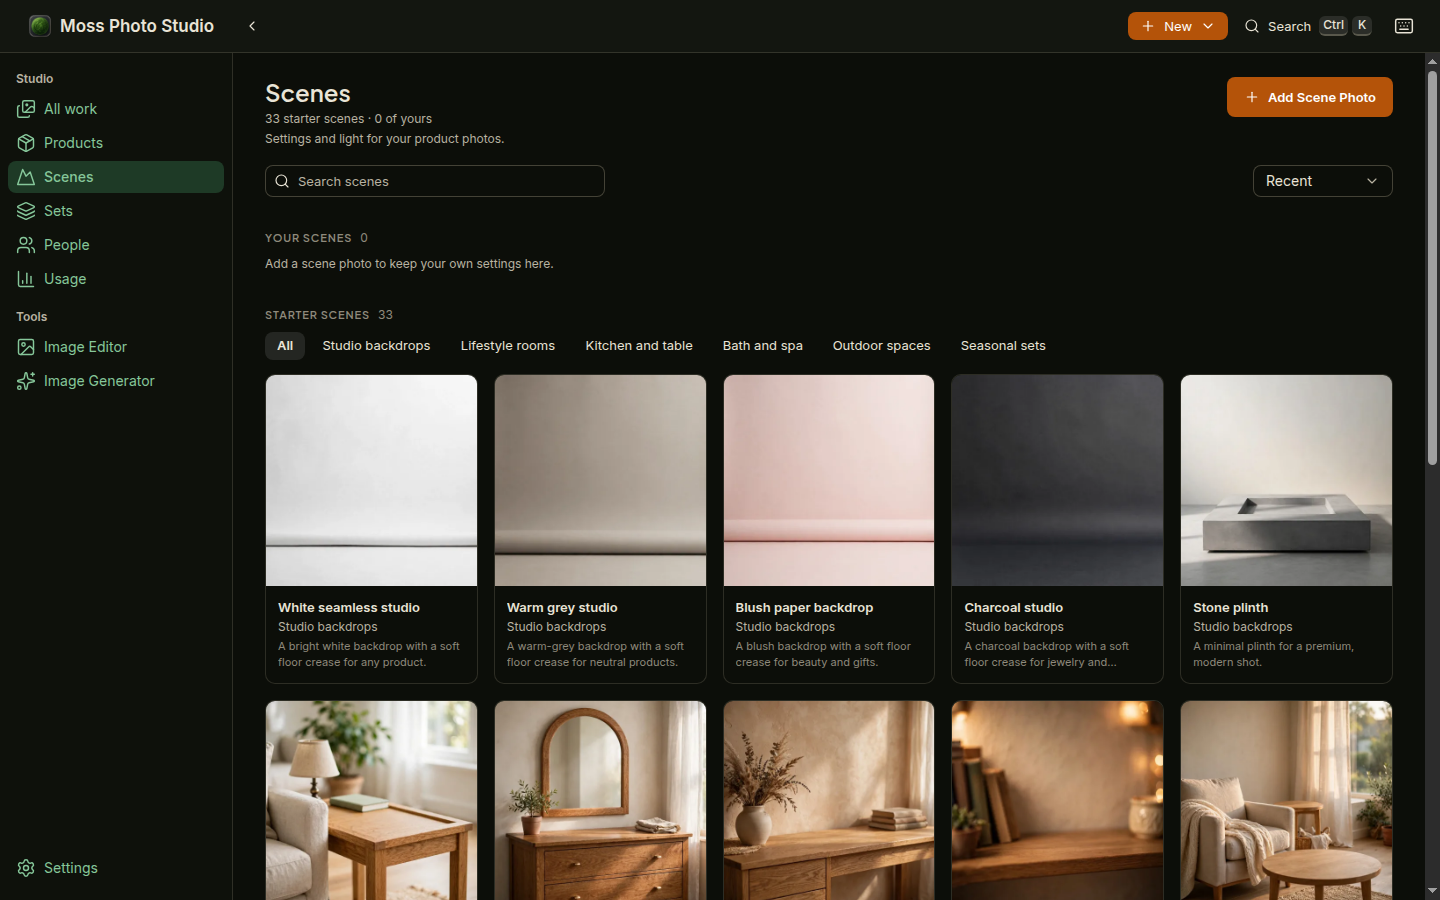 Moss Photo Studio
New
Search Ctrl K
Studio
All work
Products
Scenes
Sets
People
Usage
Tools
Image Editor
Image Generator
Settings
Scenes
33 starter scenes · 0 of yours
Settings and light for your product photos.
Add Scene Photo
Search scenes
Recent
YOUR SCENES 0
Add a scene photo to keep your own settings here.
STARTER SCENES 33
All Studio backdrops Lifestyle rooms Kitchen and table Bath and spa Outdoor spaces Seasonal sets
White seamless studio
Studio backdrops
A bright white backdrop with a soft
floor crease for any product.
Warm grey studio
Studio backdrops
A warm-grey backdrop with a soft
floor crease for neutral products.
Blush paper backdrop
Studio backdrops
A blush backdrop with a soft floor
crease for beauty and gifts.
Charcoal studio
Studio backdrops
A charcoal backdrop with a soft
floor crease for jewelry and...
Stone plinth
Studio backdrops
A minimal plinth for a premium,
modern shot.